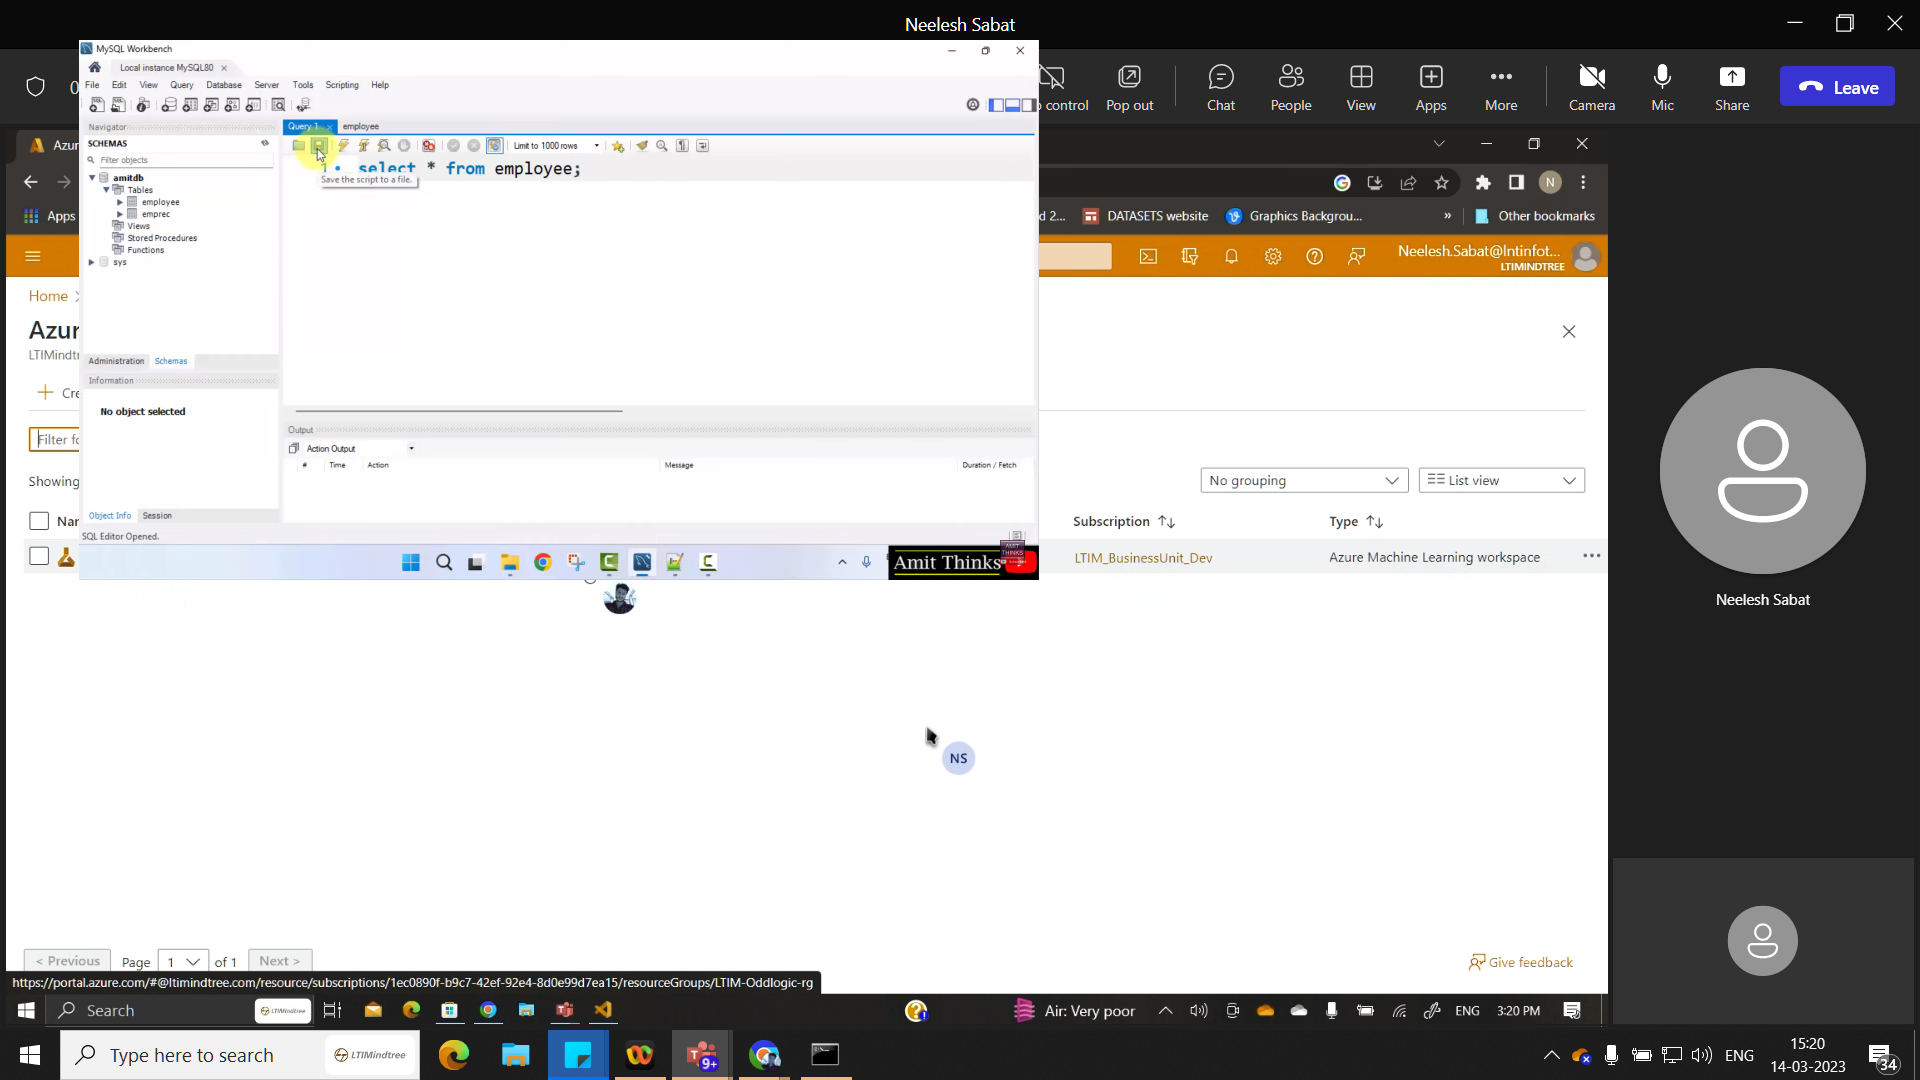 Neelesh Sabat
MySQL Workbench
Local instance MySQL80
File Edit View Query Database Server Tools Scripting Help
control Pop out Chat People View Apps More Camera Mic Share Leave
Navigator
SCHEMAS
Filter objects
amitdb
Tables
employee
emprec
Views
Stored Procedures
Functions
sys
Administration Schemas
Information
No object selected
Object Info Session
SQL Editor Opened.
Query 1 employee
Limit to 1000 rows
1 select * from employee;
Save the script to a file.
Output
Action Output
# Time Action Message Duration / Fetch
Amit Thinks
AMIT
THINKS
Azur
Apps
d 2... DATASETS website Graphics Backgrou... » Other bookmarks
N
Neelesh.Sabat@lntinfot...
LTIMINDTREE
Home >
Azur
LTIMindt
+ Cre
Filter fo
Showing
No grouping List view
Nar
Subscription Type
LTIM_BusinessUnit_Dev Azure Machine Learning workspace
NS
Neelesh Sabat
< Previous Page 1 of 1 Next >
Give feedback
https://portal.azure.com/#@ltimindtree.com/resource/subscriptions/1ec0890f-b9c7-42ef-92e4-8d0e99d7ea15/resourceGroups/LTIM-Oddlogic-rg
Search LTIMindtree Air: Very poor ENG 3:20 PM
Type here to search LTIMindtree 9+ ENG 15:20
14-03-2023
34